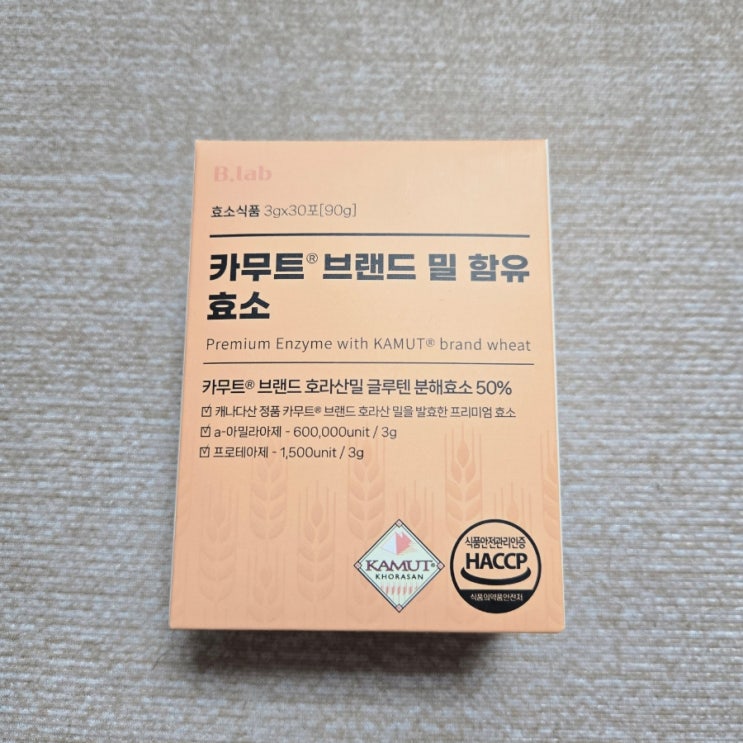 B.lab
효소식품 3gx30포[90g]
카무트® 브랜드 밀 함유
효소
Premium Enzyme with KAMUT® brand wheat
카무트® 브랜드 호라산밀 글루텐 분해효소 50%
캐나다산 정품 카무트® 브랜드 호라산 밀을 발효한 프리미엄 효소
a-아밀라아제 - 600,000unit / 3g
프로테아제 - 1,500unit / 3g
KAMUT®
KHORASAN
식품안전관리인증
HACCP
식품의약품안전처